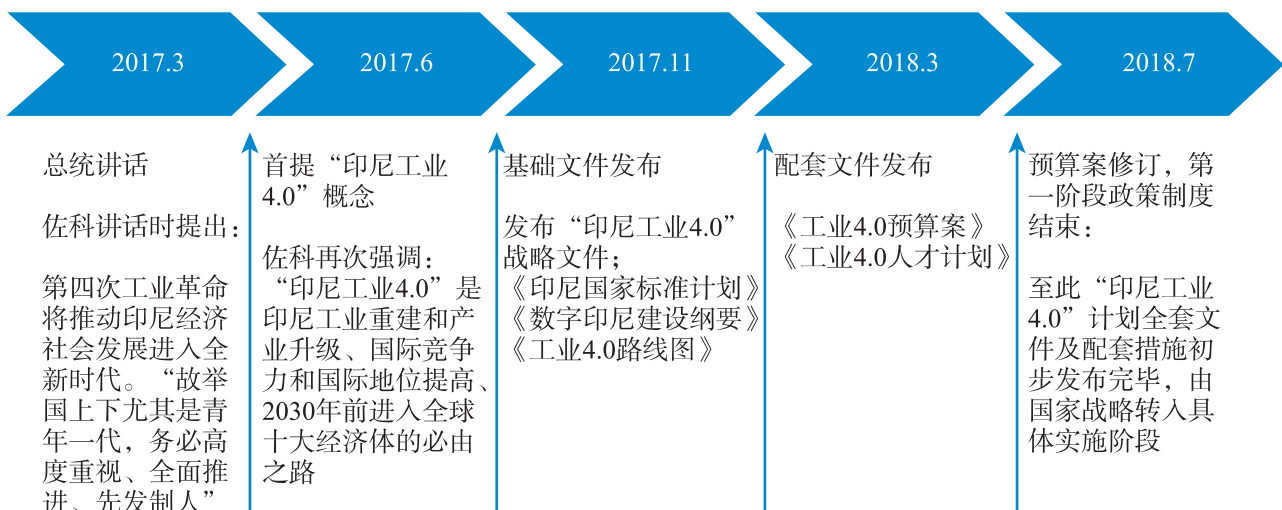 2017.3
2017.6
2017.11
2018.3
2018.7
总统讲话
佐科讲话时提出：
第四次工业革命
将推动印尼经济
社会发展进入全
新时代。“故举
国上下尤其是青
年一代，务必高
度重视、全面推
进、先发制人”
首提“印尼工业
4.0”概念
佐科再次强调：
“印尼工业4.0”是
印尼工业重建和产
业升级、国际竞争
力和国际地位提高、
2030年前进入全球
十大经济体的必由
之路
基础文件发布
发布“印尼工业4.0”
战略文件；
《印尼国家标准计划》
《数字印尼建设纲要》
《工业4.0路线图》
配套文件发布
《工业4.0预算案》
《工业4.0人才计划》
预算案修订，第
一阶段政策制度
结束：
至此“印尼工业
4.0”计划全套文
件及配套措施初
步发布完毕，由
国家战略转入具
体实施阶段